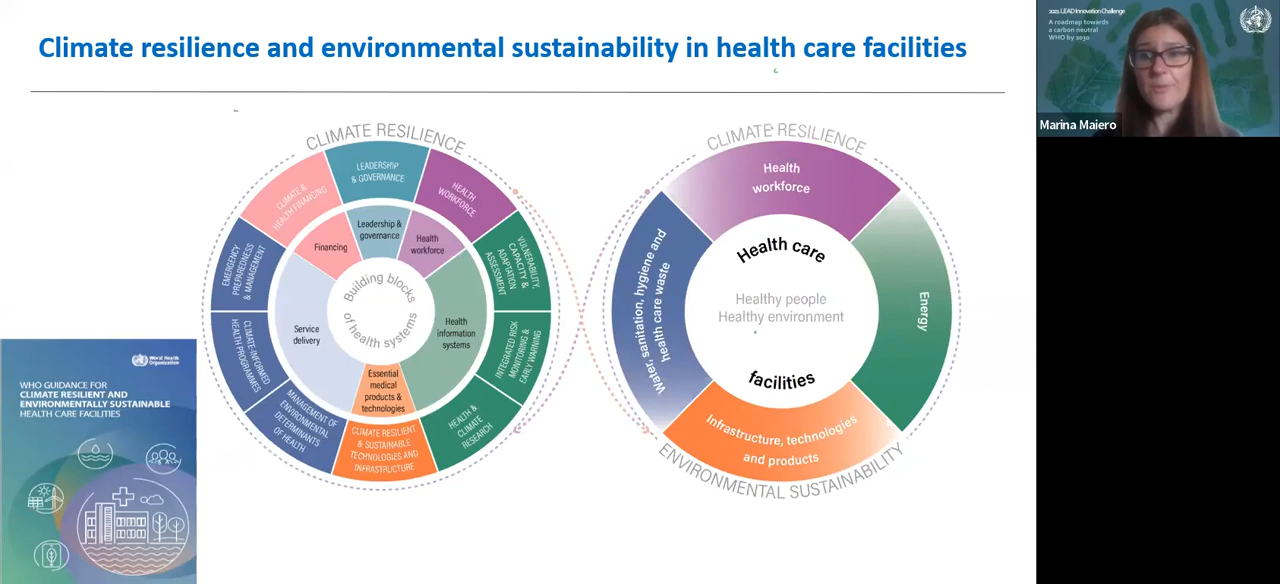 Climate resilience and environmental sustainability in health care facilities
CLIMATE RESILIENCE
LEADERSHIP
& GOVERNANCE
HEALTH
WORKFORCE
VULNERABILITY,
CAPACITY &
ADAPTATION
ASSESSMENT
INTEGRATED RISK
MONITORING &
EARLY WARNING
HEALTH &
CLIMATE
RESEARCH
CLIMATE RESILIENT
& SUSTAINABLE
TECHNOLOGIES AND
INFRASTRUCTURE
MANAGEMENT OF
ENVIRONMENTAL
DETERMINANTS
OF HEALTH
CLIMATE-INFORMED
HEALTH PROGRAMMES
EMERGENCY
PREPAREDNESS
& MANAGEMENT
CLIMATE &
HEALTH FINANCING
Leadership &
governance
Health
workforce
Health
information
systems
Essential
medical
products &
technologies
Service
delivery
Financing
Building blocks
of health systems
CLIMATE RESILIENCE
Health
workforce
Energy
Infrastructure, technologies
and products
Water, sanitation, hygiene and
health care waste
Health care
Healthy people
Healthy environment
facilities
ENVIRONMENTAL SUSTAINABILITY
World Health
Organization
WHO GUIDANCE FOR
CLIMATE RESILIENT AND
ENVIRONMENTALLY SUSTAINABLE
HEALTH CARE FACILITIES
2021 LEAD Innovation Challenge
A roadmap towards
a carbon neutral
WHO by 2030
Marina Maiero